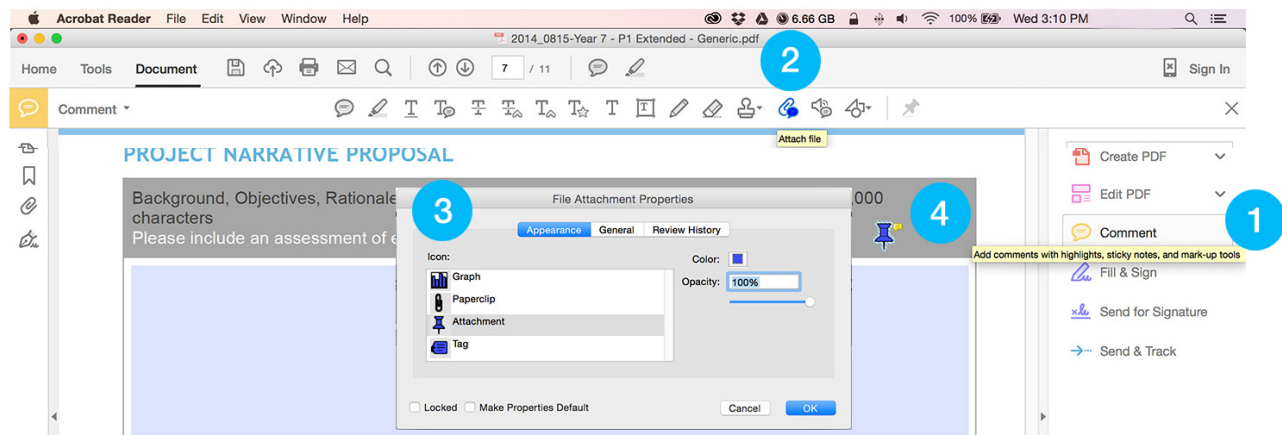 Acrobat Reader File Edit View Window Help 6.66 GB 100% Wed 3:10 PM
2014_0815-Year 7 - P1 Extended - Generic.pdf
Home Tools Document 7 / 11 Sign In
2
Comment
Attach file
PROJECT NARRATIVE PROPOSAL
Background, Objectives, Rationale ,000
characters
Please include an assessment of
3
File Attachment Properties
Appearance General Review History
Icon:
Graph
Paperclip
Attachment
Tag
Color:
Opacity: 100%
Locked Make Properties Default Cancel OK
4
Create PDF
Edit PDF
1
Comment
Add comments with highlights, sticky notes, and mark-up tools
Fill & Sign
Send for Signature
Send & Track